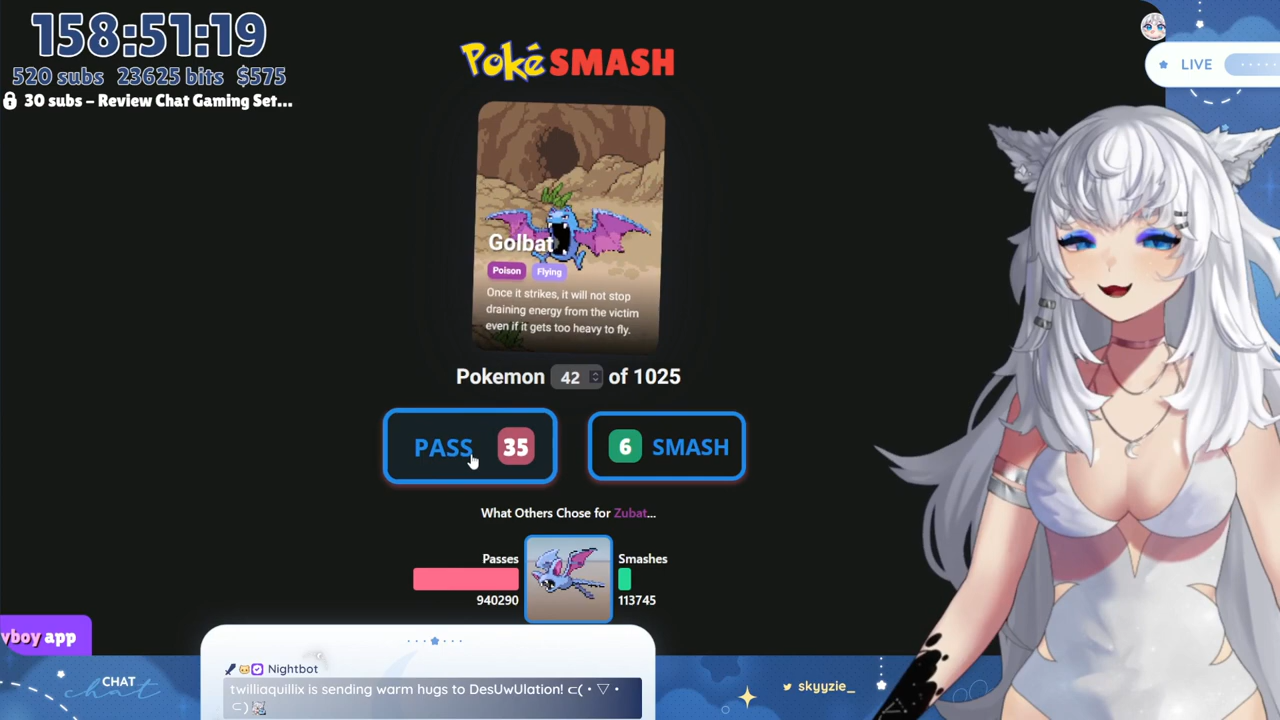 158:51:19
520 subs 23625 bits $575
30 subs – Review Chat Gaming Set...
PokéSMASH
LIVE
Golbat
Poison Flying
Once it strikes, it will not stop
draining energy from the victim
even if it gets too heavy to fly.
Pokemon 42 of 1025
PASS 35
6 SMASH
What Others Chose for Zubat...
Passes
Smashes
940290
113745
vboy app
CHAT
chat
Nightbot
twilliaquillix is sending warm hugs to DesUwUlation! ⊂(・▽・
⊂)
skyyzie_